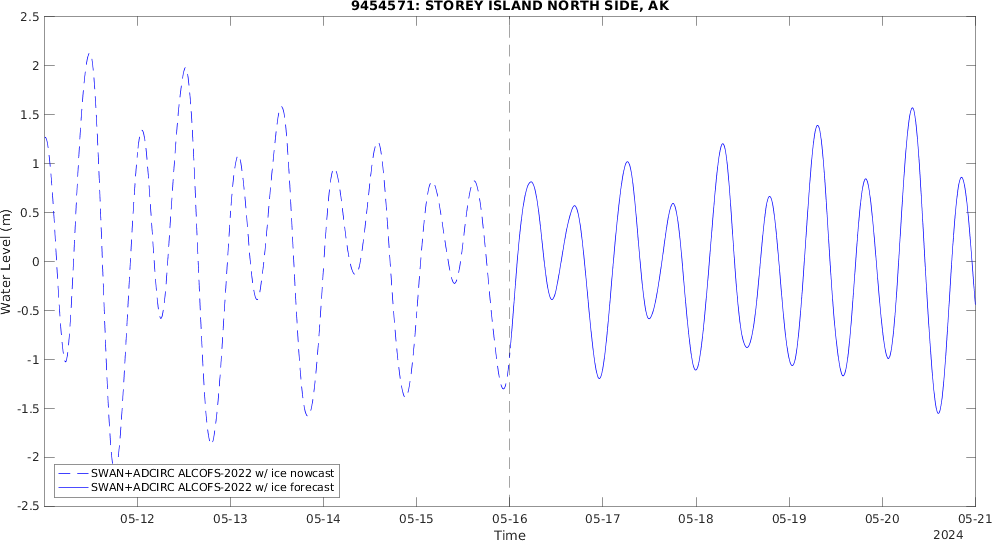 9454571: STOREY ISLAND NORTH SIDE, AK
2.5
2
1.5
1
0.5
0
-0.5
-1
-1.5
-2
-2.5
Water Level (m)
SWAN+ADCIRC ALCOFS-2022 w/ ice nowcast
SWAN+ADCIRC ALCOFS-2022 w/ ice forecast
05-12 05-13 05-14 05-15 05-16 05-17 05-18 05-19 05-20 05-21
Time
2024